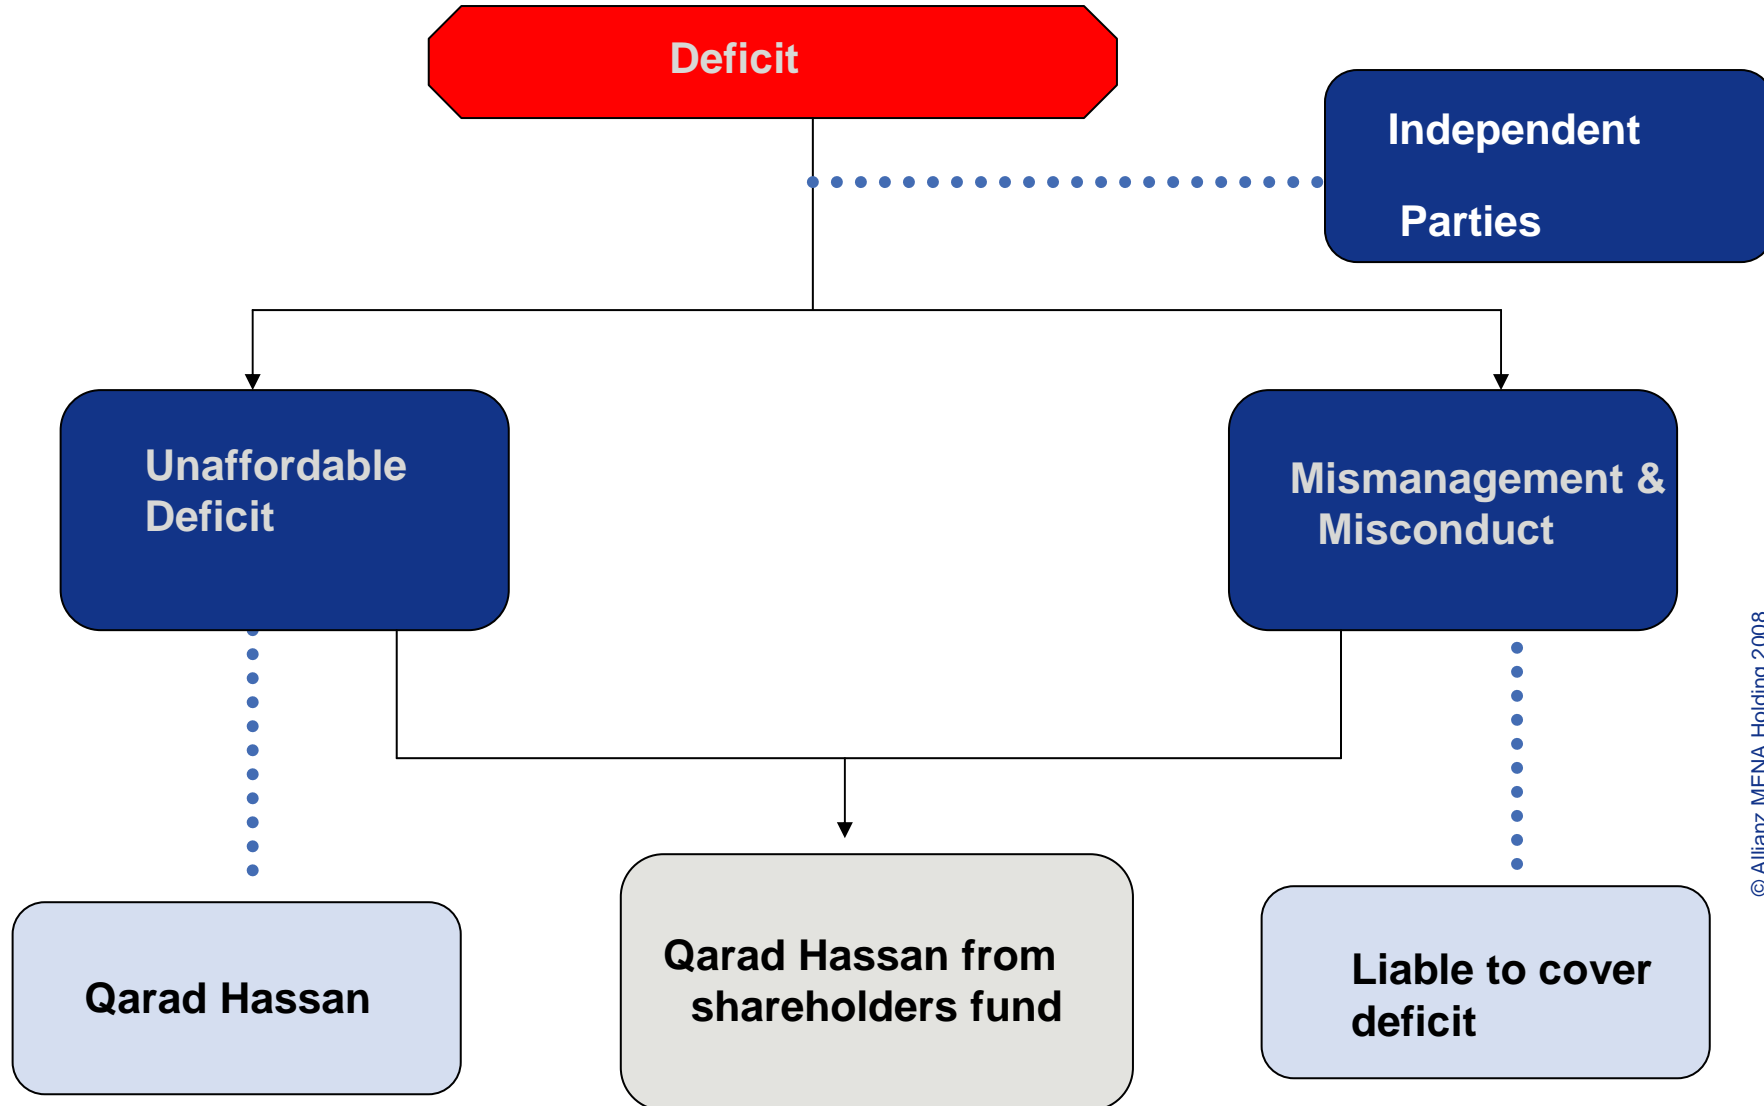 Deficit
Independent
Parties
Unaffordable
Deficit
Mismanagement &
Misconduct
Qarad Hassan
Qarad Hassan from
shareholders fund
Liable to cover
deficit
© Allianz MENA Holding 2008